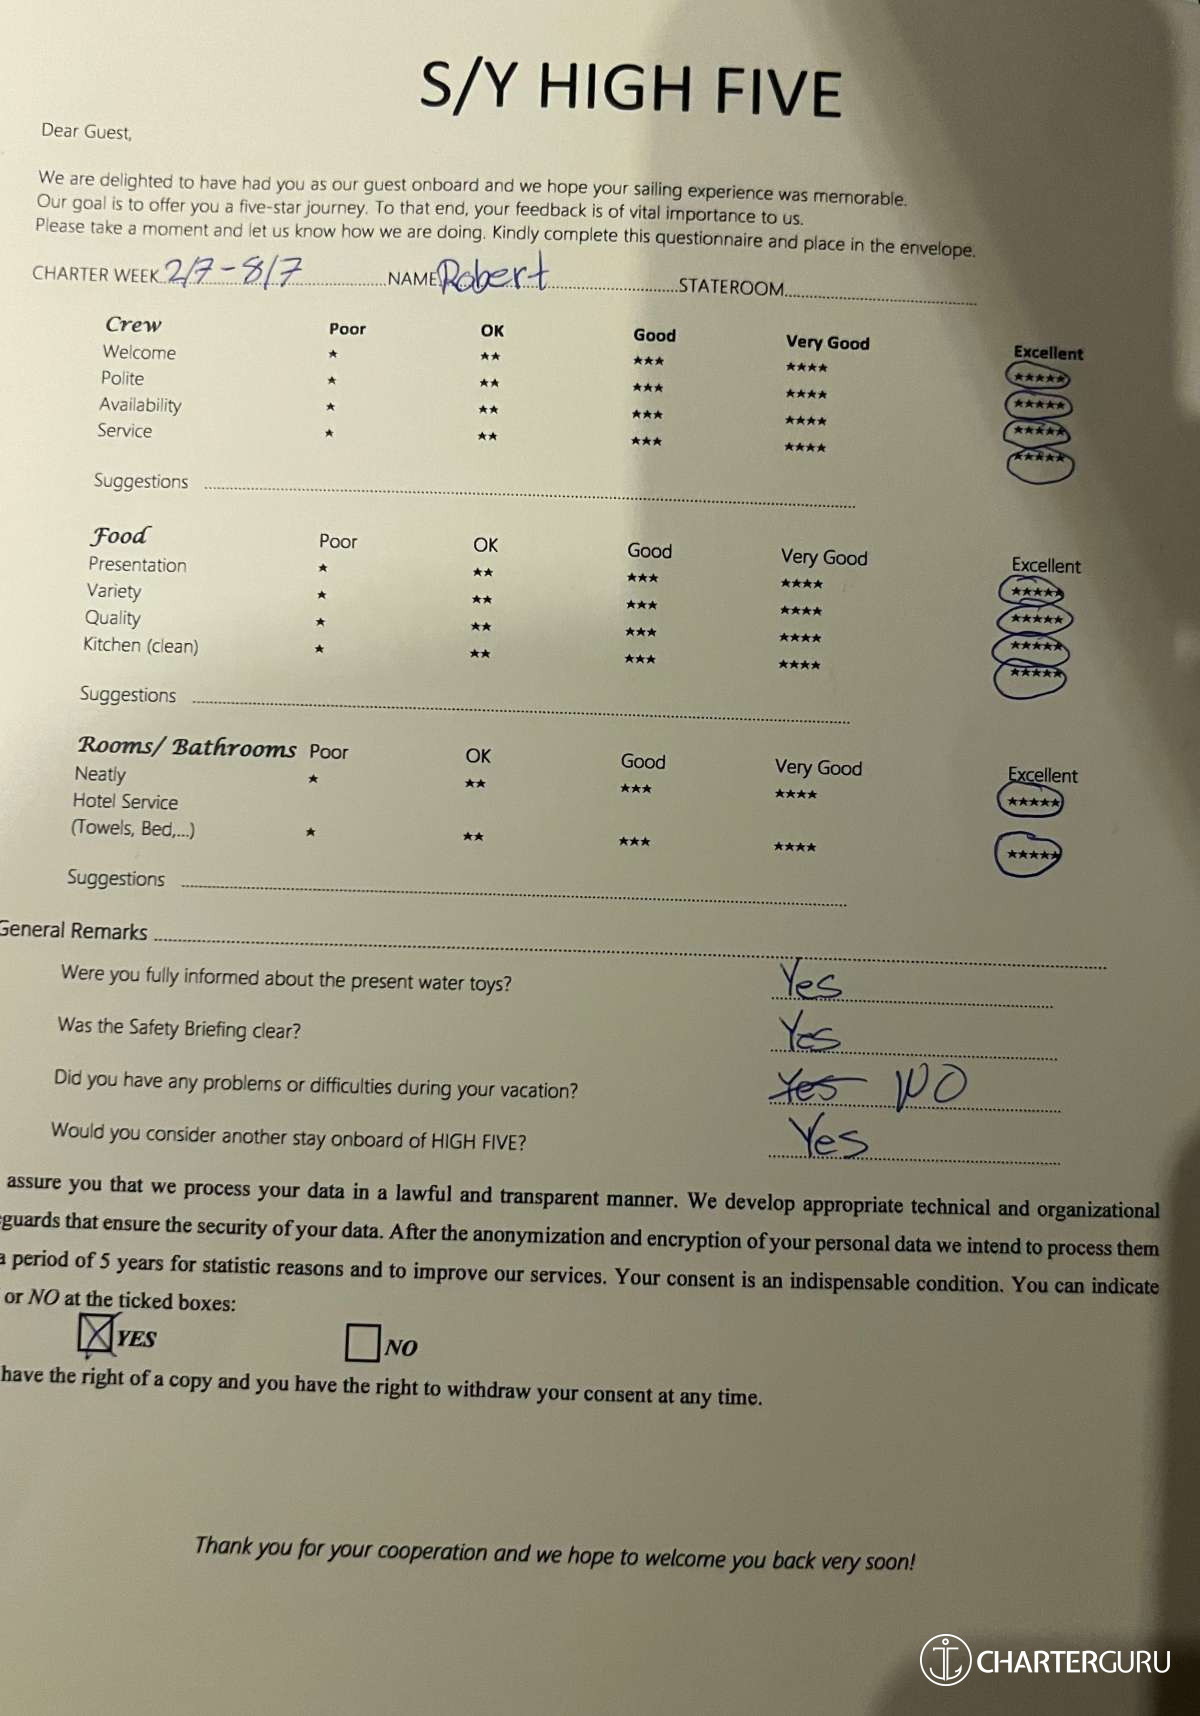 S/Y HIGH FIVE
Dear Guest,
We are delighted to have had you as our guest onboard and we hope your sailing experience was memorable.
Our goal is to offer you a five-star journey. To that end, your feedback is of vital importance to us.
Please take a moment and let us know how we are doing. Kindly complete this questionnaire and place in the envelope.
CHARTER WEEK 2/7 - 8/7 NAME Robert STATEROOM
Crew Poor OK Good Very Good Excellent
Welcome ★ ★★ ★★★ ★★★★ ★★★★★
Polite ★ ★★ ★★★ ★★★★ ★★★★★
Availability ★ ★★ ★★★ ★★★★ ★★★★★
Service ★ ★★ ★★★ ★★★★ ★★★★★
Suggestions
Food Poor OK Good Very Good Excellent
Presentation ★ ★★ ★★★ ★★★★ ★★★★★
Variety ★ ★★ ★★★ ★★★★ ★★★★★
Quality ★ ★★ ★★★ ★★★★ ★★★★★
Kitchen (clean) ★ ★★ ★★★ ★★★★ ★★★★★
Suggestions
Rooms/ Bathrooms Poor OK Good Very Good Excellent
Neatly ★ ★★ ★★★ ★★★★ ★★★★★
Hotel Service
(Towels, Bed,...) ★ ★★ ★★★ ★★★★ ★★★★★
Suggestions
General Remarks
Were you fully informed about the present water toys? Yes
Was the Safety Briefing clear? Yes
Did you have any problems or difficulties during your vacation? Yes NO
Would you consider another stay onboard of HIGH FIVE? Yes
assure you that we process your data in a lawful and transparent manner. We develop appropriate technical and organizational
guards that ensure the security of your data. After the anonymization and encryption of your personal data we intend to process them
a period of 5 years for statistic reasons and to improve our services. Your consent is an indispensable condition. You can indicate
or NO at the ticked boxes:
YES NO
have the right of a copy and you have the right to withdraw your consent at any time.
Thank you for your cooperation and we hope to welcome you back very soon!
CHARTERGURU